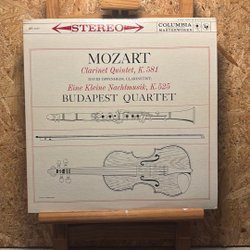 STEREO
COLUMBIA
MASTERWORKS
MOZART
Clarinet Quintet, K. 581
DAVID OPPENHEIM, CLARINETIST
Eine Kleine Nachtmusik, K. 525
BUDAPEST QUARTET